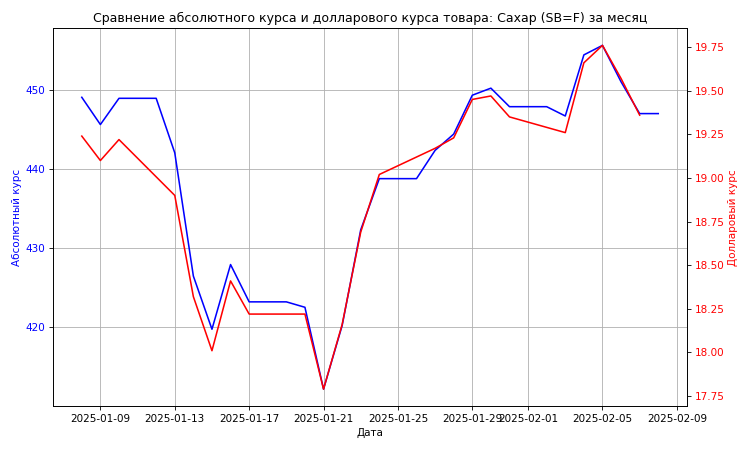 Сравнение абсолютного курса и долларового курса товара: Сахар (SB=F) за месяц
Абсолютный курс
450
440
430
420
19.75
19.50
19.25
19.00
18.75
18.50
18.25
18.00
17.75
Долларовый курс
2025-01-09 2025-01-13 2025-01-17 2025-01-21 2025-01-25 2025-01-29 2025-02-01 2025-02-05 2025-02-09
Дата